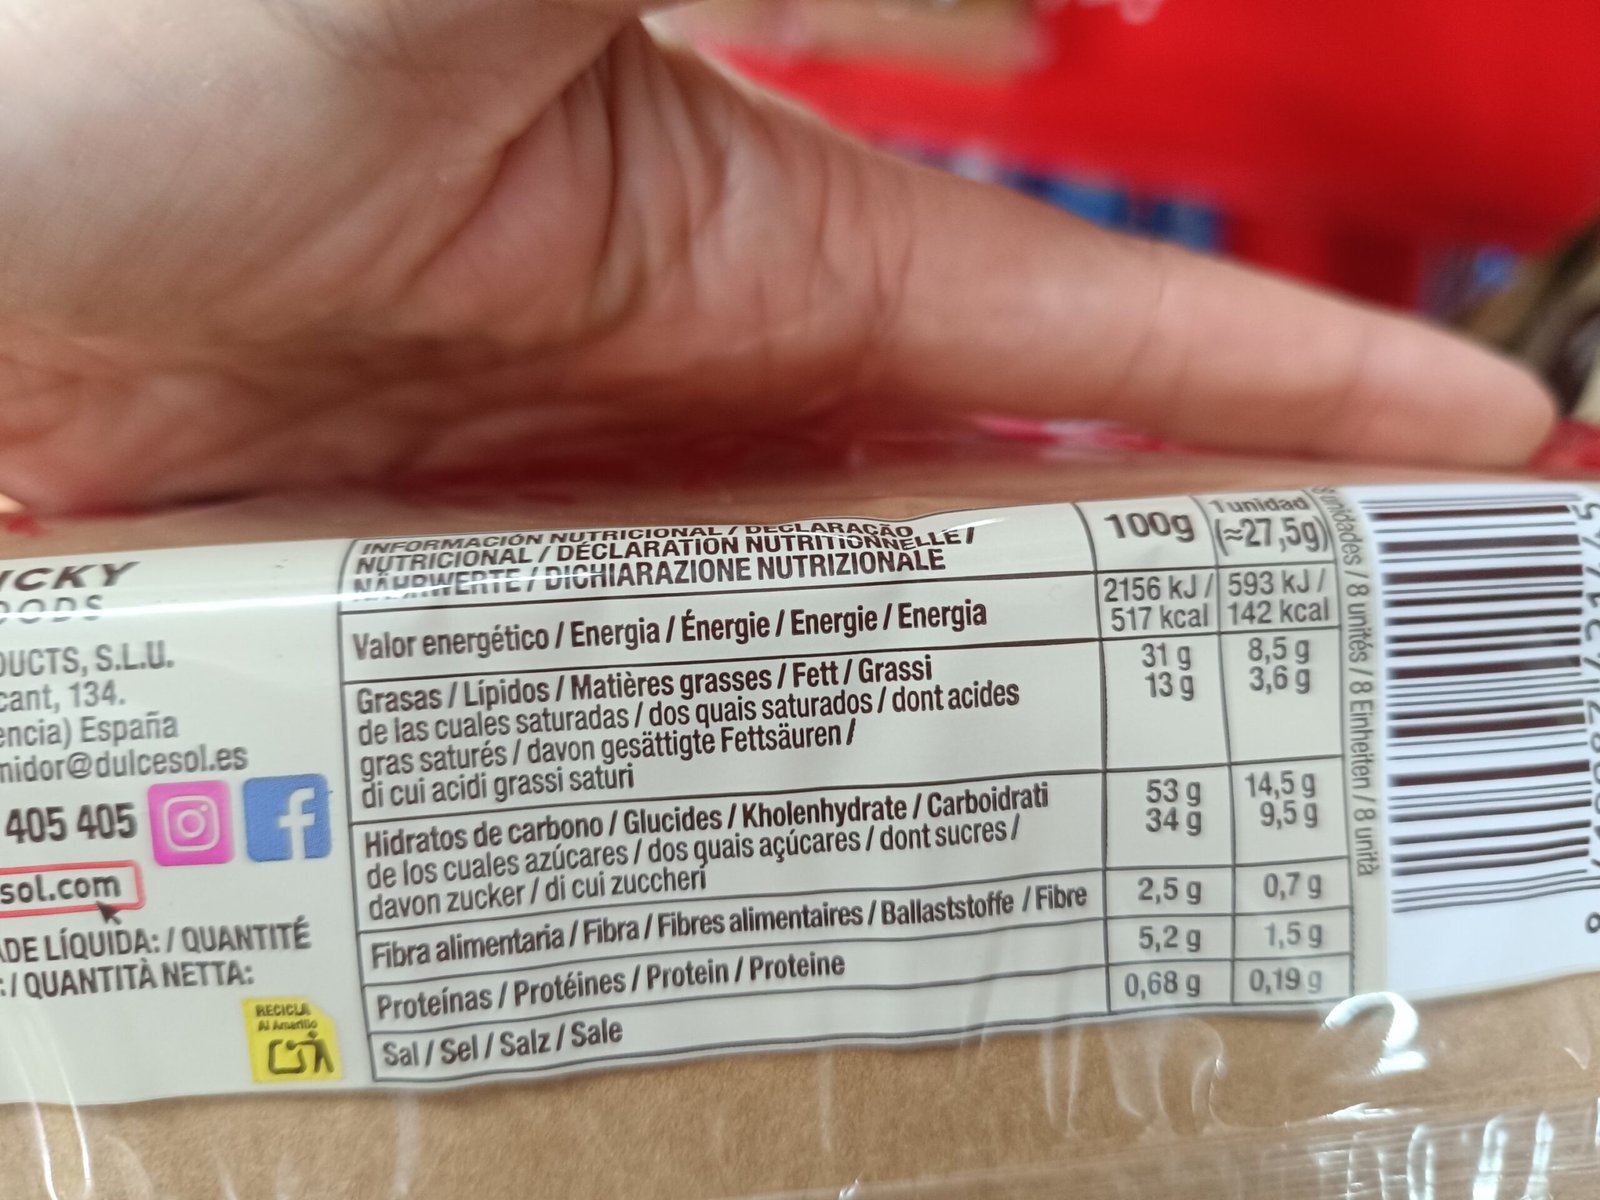 ICKY
OODS
DUCTS, S.L.U.
cant, 134.
encia) España
midor@dulcesol.es
405 405
sol.com
ADE LÍQUIDA: / QUANTITÉ
: / QUANTITÀ NETTA:
RECICLA
Al Amarillo
INFORMACIÓN NUTRICIONAL / DECLARAÇÃO
NUTRICIONAL / DÉCLARATION NUTRITIONNELLE /
NÄHRWERTE / DICHIARAZIONE NUTRIZIONALE
100g
1 unidad
(≈27,5g)
Valor energético / Energia / Énergie / Energie / Energia
2156 kJ / 593 kJ /
517 kcal 142 kcal
Grasas / Lípidos / Matières grasses / Fett / Grassi
31 g 8,5 g
de las cuales saturadas / dos quais saturados / dont acides
13 g 3,6 g
gras saturés / davon gesättigte Fettsäuren /
di cui acidi grassi saturi
Hidratos de carbono / Glucides / Kholenhydrate / Carboidrati
53 g 14,5 g
de los cuales azúcares / dos quais açúcares / dont sucres /
34 g 9,5 g
davon zucker / di cui zuccheri
Fibra alimentaria / Fibra / Fibres alimentaires / Ballaststoffe / Fibre
2,5 g 0,7 g
Proteínas / Protéines / Protein / Proteine
5,2 g 1,5 g
Sal / Sel / Salz / Sale
0,68 g 0,19 g
8 unidades / 8 unités / 8 Einheiten / 8 unità